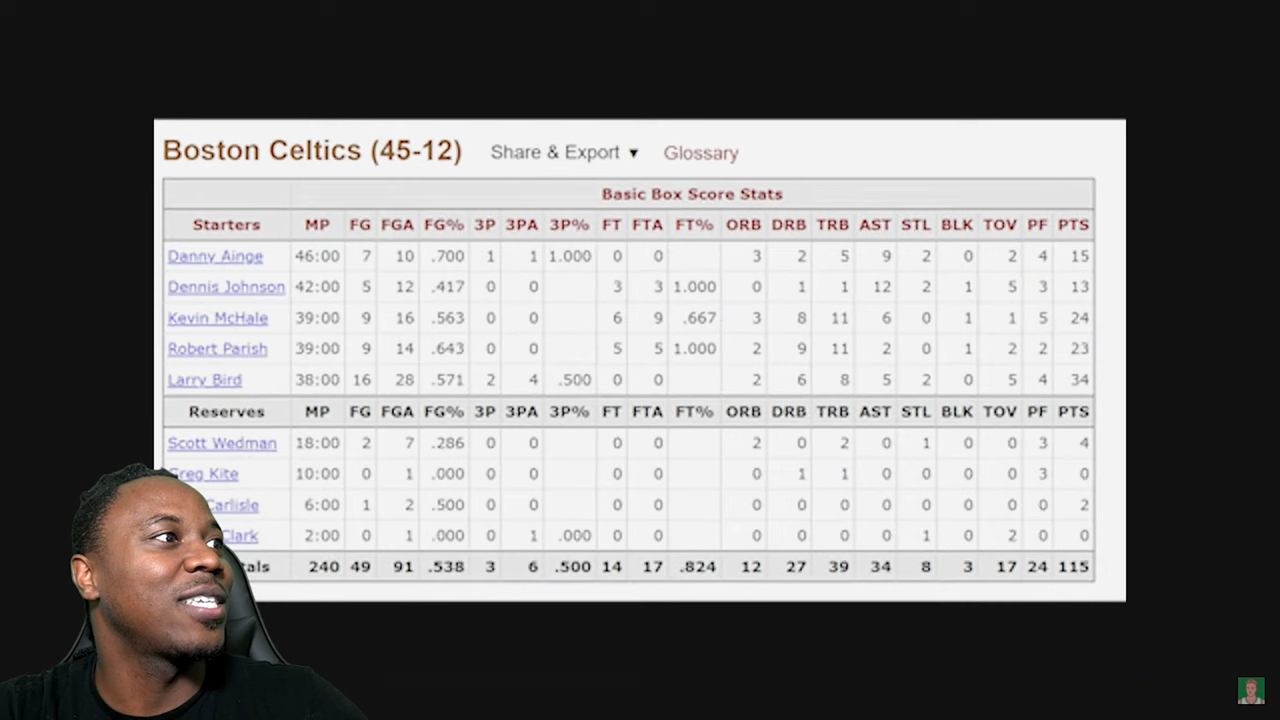 Boston Celtics (45-12) Share & Export ▼ Glossary
Basic Box Score Stats
Starters MP FG FGA FG% 3P 3PA 3P% FT FTA FT% ORB DRB TRB AST STL BLK TOV PF PTS
Danny Ainge 46:00 7 10 .700 1 1 1.000 0 0 3 2 5 9 2 0 2 4 15
Dennis Johnson 42:00 5 12 .417 0 0 3 3 1.000 0 1 1 12 2 1 5 3 13
Kevin McHale 39:00 9 16 .563 0 0 6 9 .667 3 8 11 6 0 1 1 5 24
Robert Parish 39:00 9 14 .643 0 0 5 5 1.000 2 9 11 2 0 1 2 2 23
Larry Bird 38:00 16 28 .571 2 4 .500 0 0 2 6 8 5 2 0 5 4 34
Reserves MP FG FGA FG% 3P 3PA 3P% FT FTA FT% ORB DRB TRB AST STL BLK TOV PF PTS
Scott Wedman 18:00 2 7 .286 0 0 0 0 2 0 2 0 1 0 0 3 4
Greg Kite 10:00 0 1 .000 0 0 0 0 0 1 1 0 0 0 0 3 0
Carlisle 6:00 1 2 .500 0 0 0 0 0 0 0 0 0 0 0 0 2
Clark 2:00 0 1 .000 0 1 .000 0 0 0 0 0 0 1 0 2 0 0
tals 240 49 91 .538 3 6 .500 14 17 .824 12 27 39 34 8 3 17 24 115